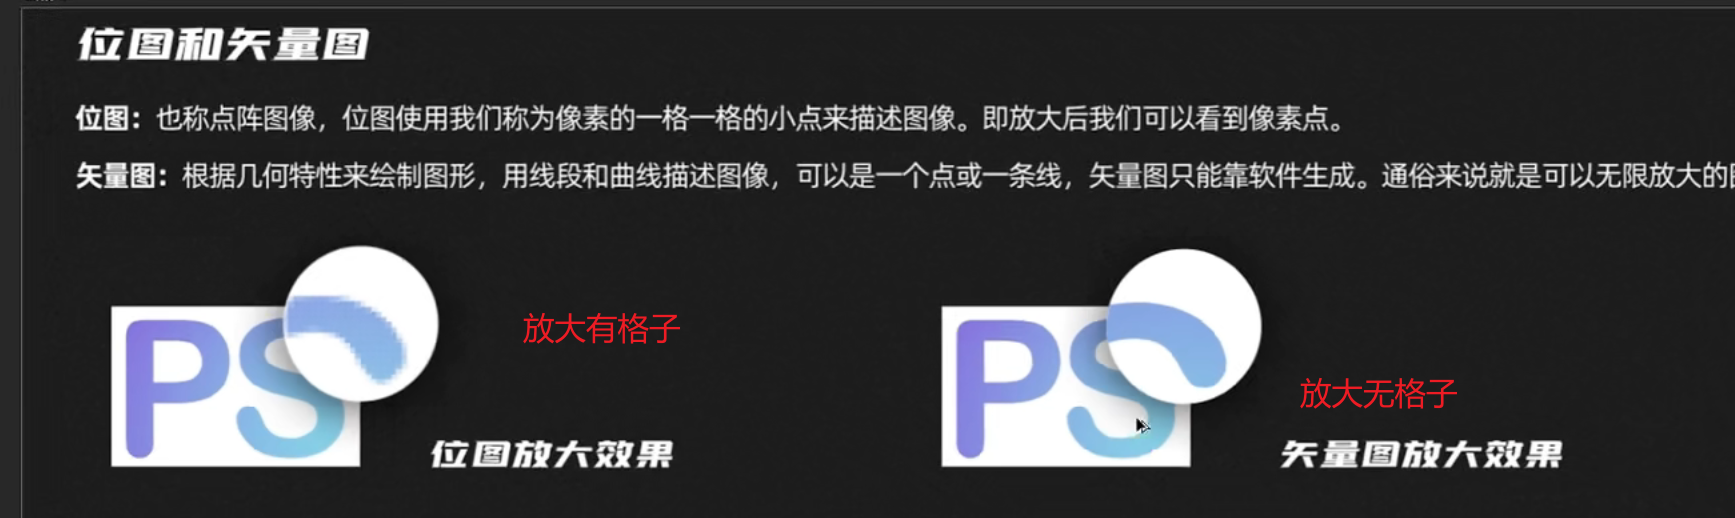 位图和矢量图
位图：也称点阵图像，位图使用我们称为像素的一格一格的小点来描述图像。即放大后我们可以看到像素点。
矢量图：根据几何特性来绘制图形，用线段和曲线描述图像，可以是一个点或一条线，矢量图只能靠软件生成。通俗来说就是可以无限放大的
PS
放大有格子
位图放大效果
PS
放大无格子
矢量图放大效果